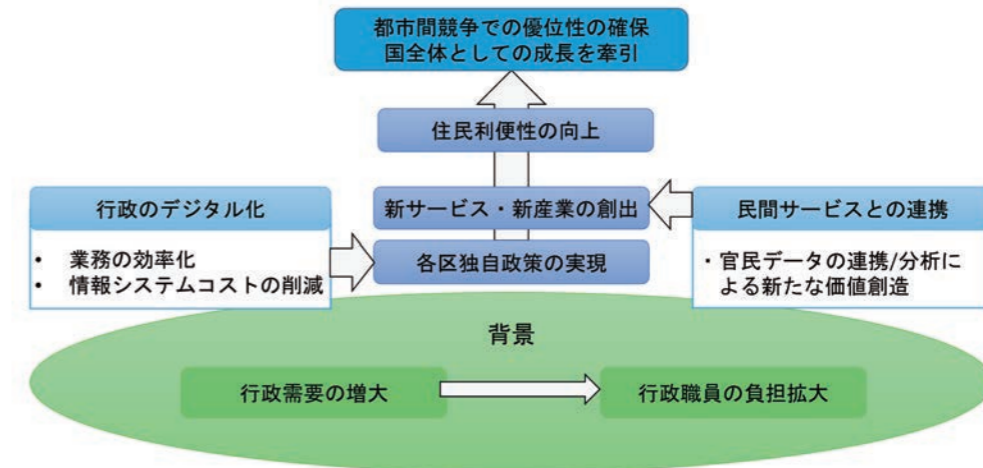 都市間競争での優位性の確保
国全体としての成長を牽引
住民利便性の向上
行政のデジタル化
新サービス・新産業の創出
民間サービスとの連携
• 業務の効率化
• 情報システムコストの削減
各区独自政策の実現
・官民データの連携/分析に
よる新たな価値創造
背景
行政需要の増大
行政職員の負担拡大